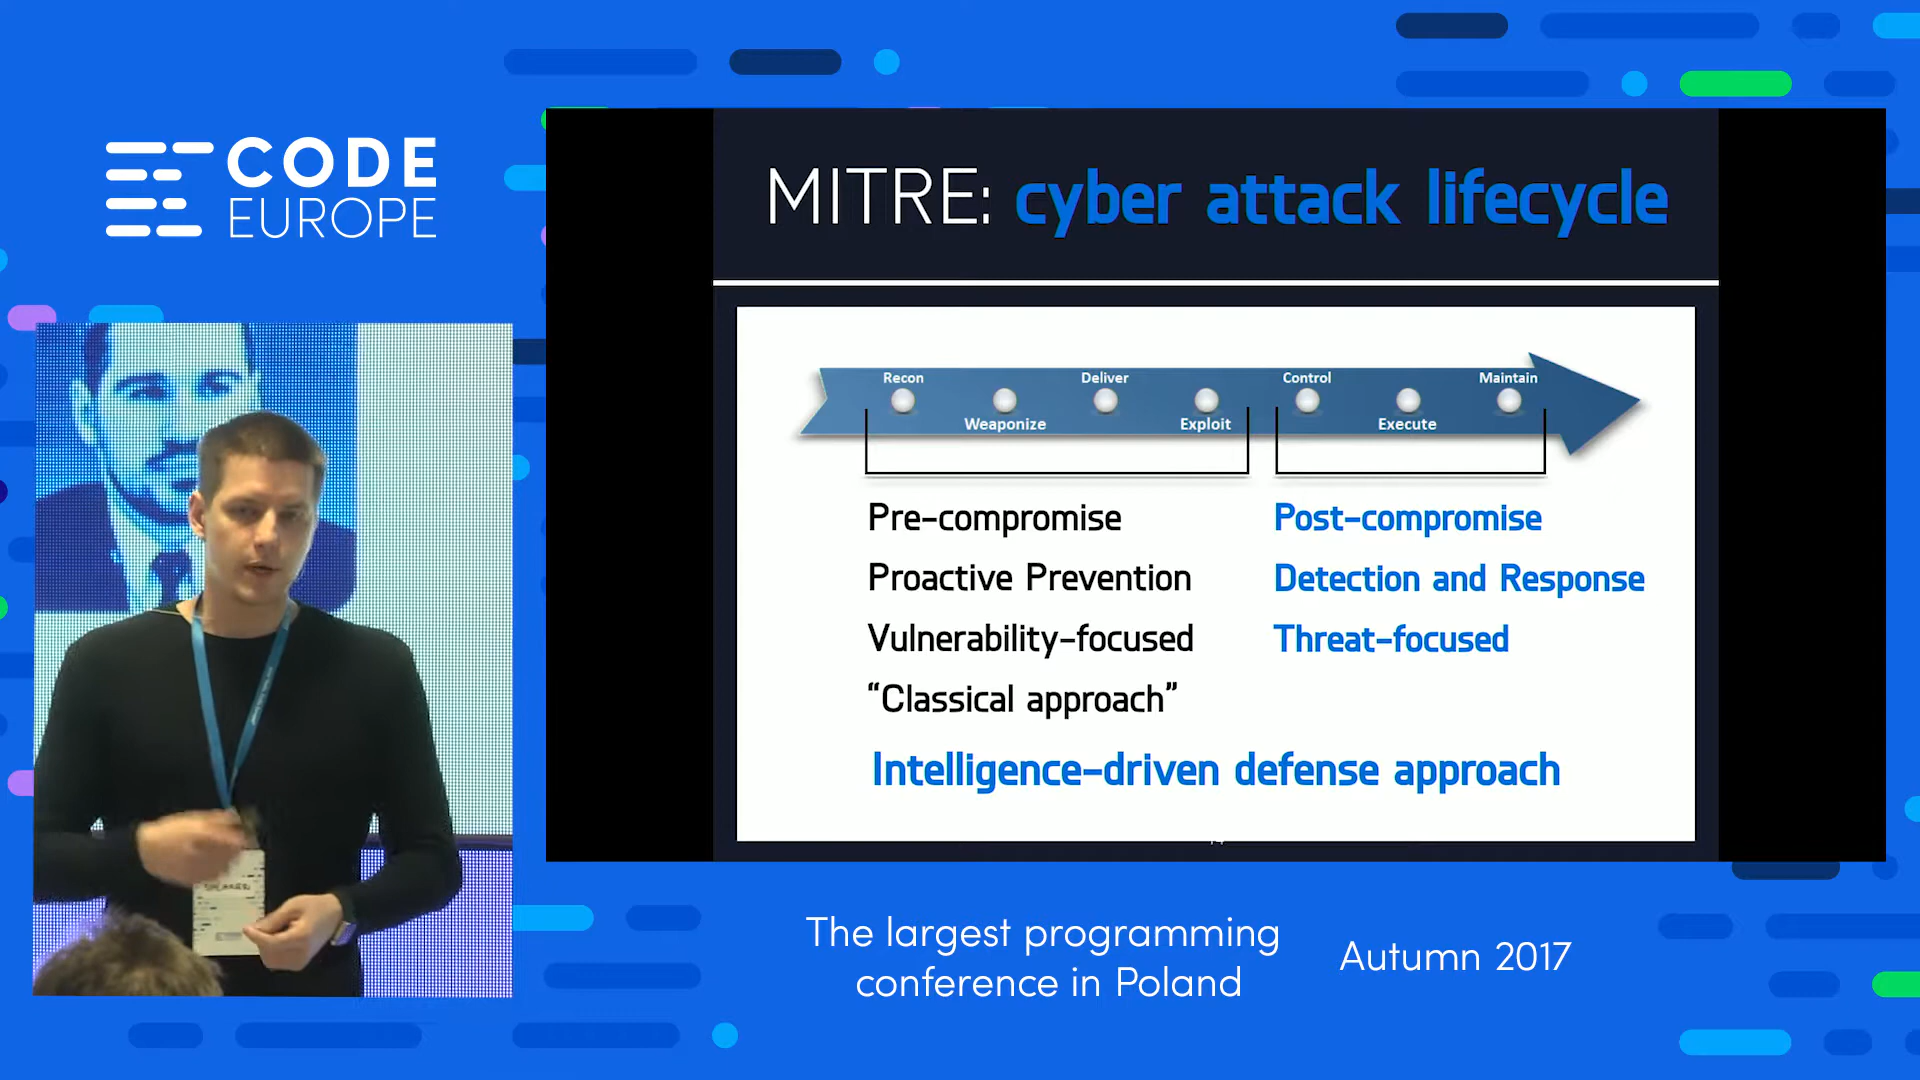 CODE
EUROPE
MITRE: cyber attack lifecycle
Recon
Deliver
Control
Maintain
Weaponize
Exploit
Execute
Pre-compromise
Post-compromise
Proactive Prevention
Detection and Response
Vulnerability-focused
Threat-focused
“Classical approach”
Intelligence-driven defense approach
SPEAKER
The largest programming
conference in Poland
Autumn 2017